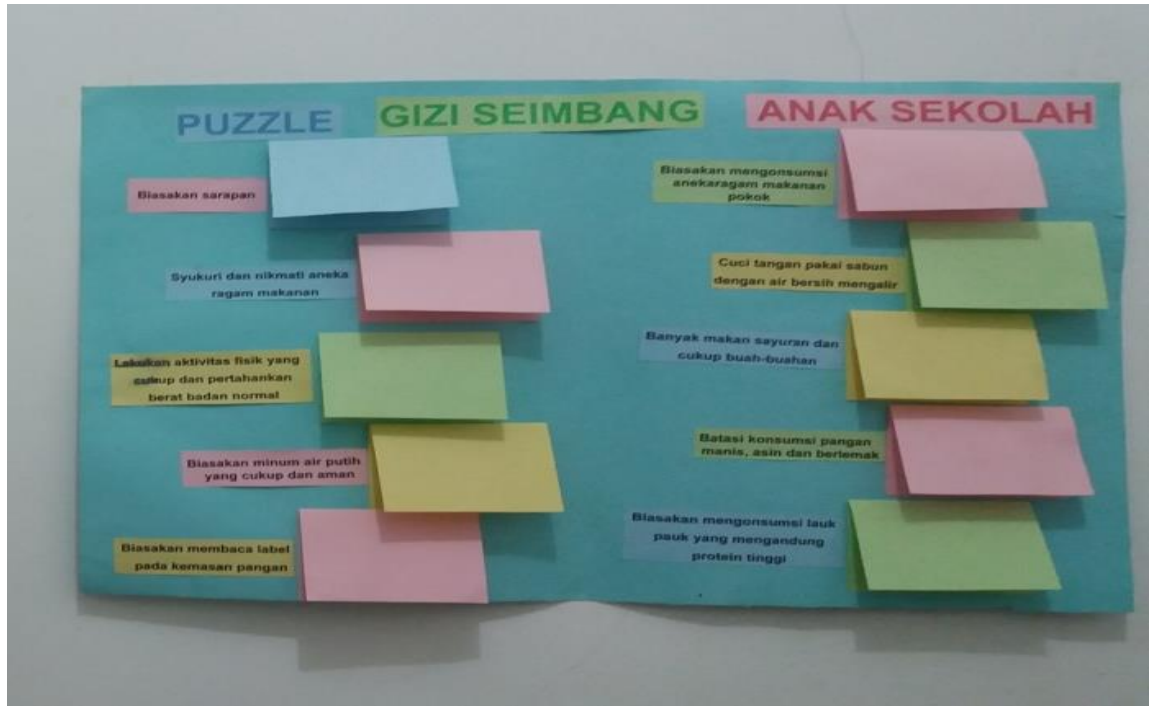 PUZZLE GIZI SEIMBANG ANAK SEKOLAH
Biasakan sarapan
Syukuri dan nikmati aneka
ragam makanan
Lakukan aktivitas fisik yang
cukup dan pertahankan
berat badan normal
Biasakan minum air putih
yang cukup dan aman
Biasakan membaca label
pada kemasan pangan
Biasakan mengonsumsi
anekaragam makanan
pokok
Cuci tangan pakai sabun
dengan air bersih mengalir
Banyak makan sayuran dan
cukup buah-buahan
Batasi konsumsi pangan
manis, asin dan berlemak
Biasakan mengonsumsi lauk
pauk yang mengandung
protein tinggi